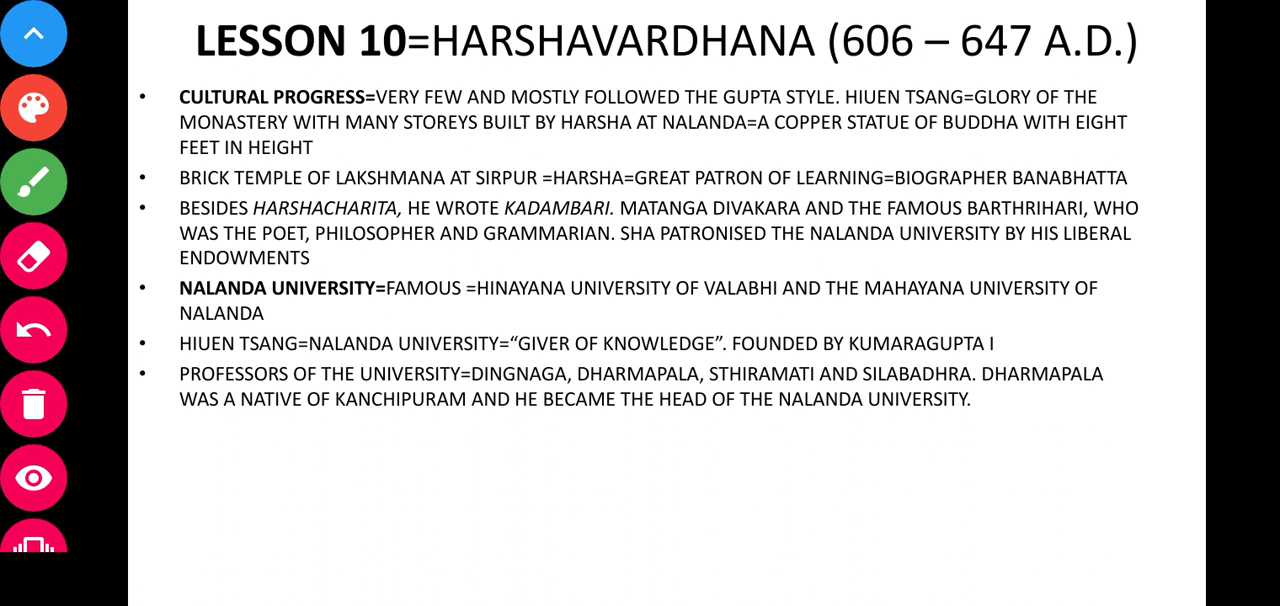 LESSON 10=HARSHAVARDHANA (606 – 647 A.D.)
• CULTURAL PROGRESS=VERY FEW AND MOSTLY FOLLOWED THE GUPTA STYLE. HIUEN TSANG=GLORY OF THE
MONASTERY WITH MANY STOREYS BUILT BY HARSHA AT NALANDA=A COPPER STATUE OF BUDDHA WITH EIGHT
FEET IN HEIGHT
• BRICK TEMPLE OF LAKSHMANA AT SIRPUR =HARSHA=GREAT PATRON OF LEARNING=BIOGRAPHER BANABHATTA
• BESIDES HARSHACHARITA, HE WROTE KADAMBARI. MATANGA DIVAKARA AND THE FAMOUS BARTHRIHARI, WHO
WAS THE POET, PHILOSOPHER AND GRAMMARIAN. SHA PATRONISED THE NALANDA UNIVERSITY BY HIS LIBERAL
ENDOWMENTS
• NALANDA UNIVERSITY=FAMOUS =HINAYANA UNIVERSITY OF VALABHI AND THE MAHAYANA UNIVERSITY OF
NALANDA
• HIUEN TSANG=NALANDA UNIVERSITY=“GIVER OF KNOWLEDGE”. FOUNDED BY KUMARAGUPTA I
• PROFESSORS OF THE UNIVERSITY=DINGNAGA, DHARMAPALA, STHIRAMATI AND SILABADHRA. DHARMAPALA
WAS A NATIVE OF KANCHIPURAM AND HE BECAME THE HEAD OF THE NALANDA UNIVERSITY.